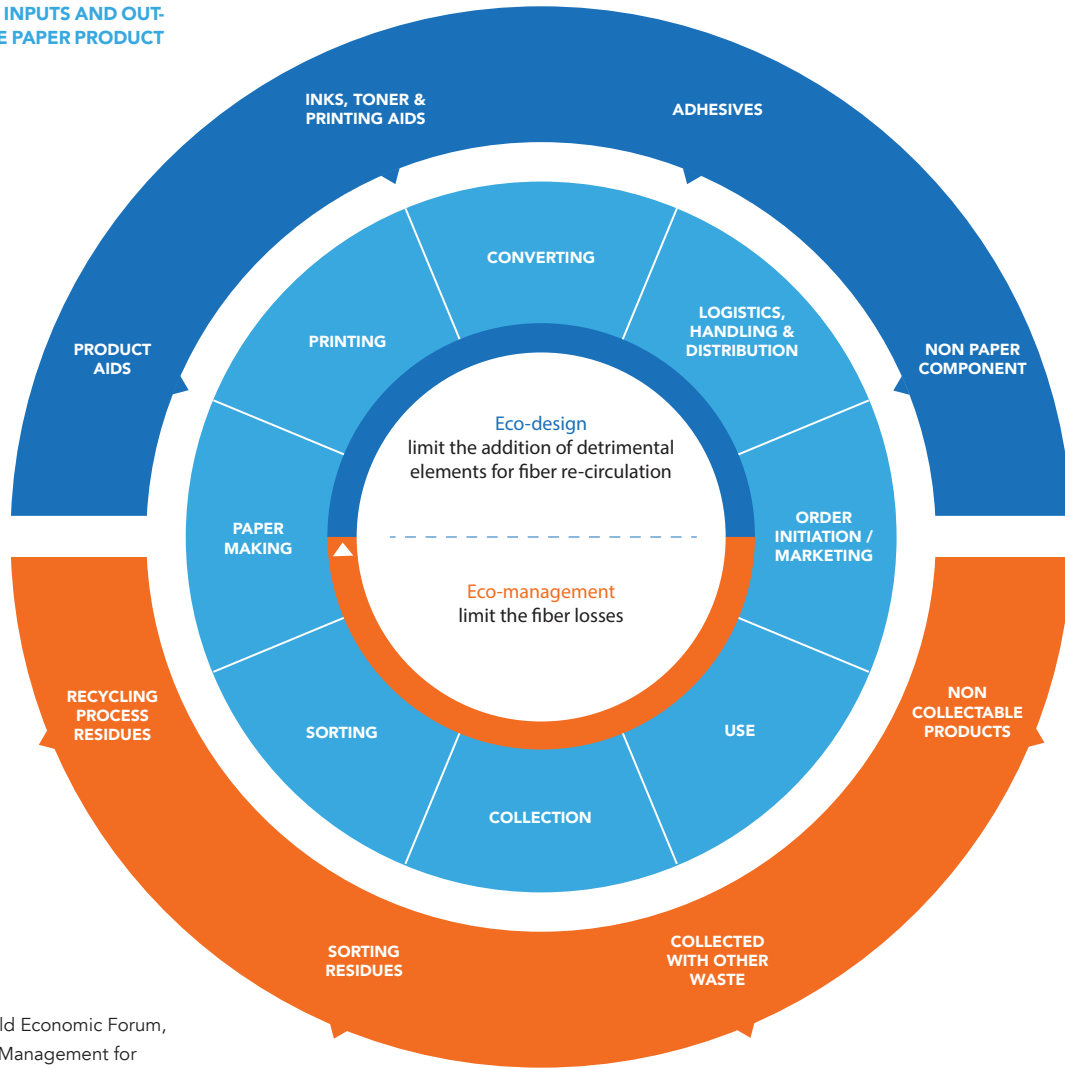 INPUTS AND OUT-
E PAPER PRODUCT
INKS, TONER &
PRINTING AIDS
ADHESIVES
CONVERTING
LOGISTICS,
HANDLING &
DISTRIBUTION
PRINTING
PRODUCT
AIDS
NON PAPER
COMPONENT
Eco-design
limit the addition of detrimental
elements for fiber re-circulation
PAPER
MAKING
ORDER
INITIATION /
MARKETING
Eco-management
limit the fiber losses
RECYCLING
PROCESS
RESIDUES
NON
COLLECTABLE
PRODUCTS
SORTING
USE
COLLECTION
SORTING
RESIDUES
COLLECTED
WITH OTHER
WASTE
ld Economic Forum,
Management for